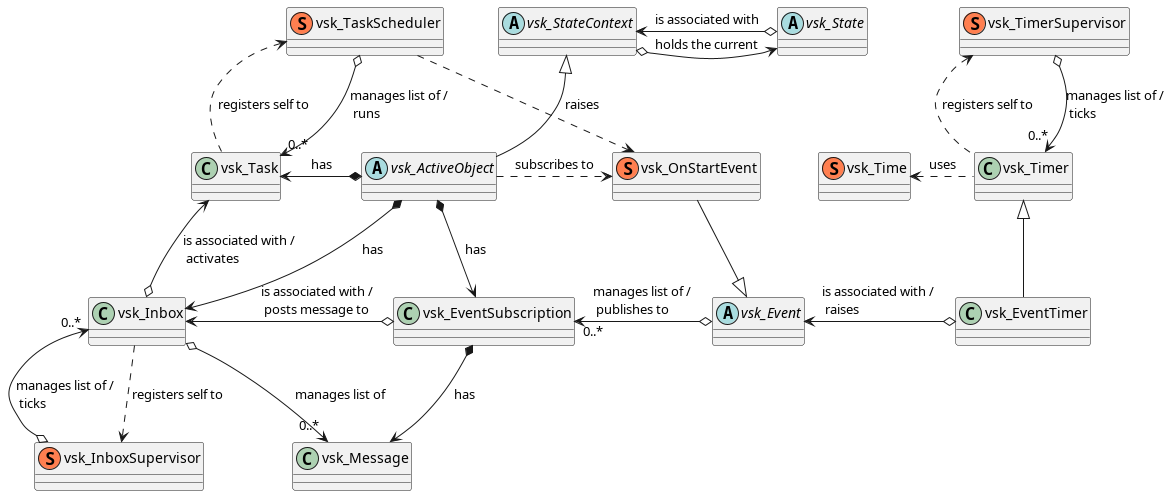 S vsk_TaskScheduler
A vsk_StateContext
is associated with
holds the current
A vsk_State
S vsk_TimerSupervisor
registers self to
manages list of /
runs
0..*
raises
registers self to
manages list of /
ticks
0..*
C vsk_Task
has
A vsk_ActiveObject
subscribes to
S vsk_OnStartEvent
S vsk_Time
uses
C vsk_Timer
is associated with /
activates
has
has
C vsk_Inbox
0..*
is associated with /
posts message to
C vsk_EventSubscription
manages list of /
publishes to
0..*
A vsk_Event
is associated with /
raises
C vsk_EventTimer
manages list of /
ticks
registers self to
manages list of
0..*
has
S vsk_InboxSupervisor
C vsk_Message